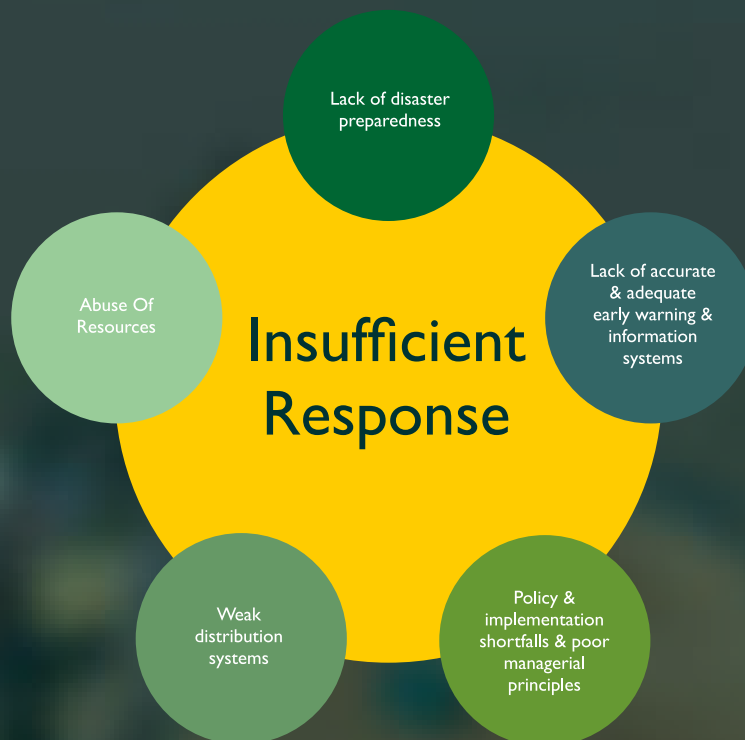 Lack of disaster
preparedness
Lack of accurate
& adequate
early warning &
information
systems
Abuse Of
Resources
Insufficient
Response
Policy &
implementation
shortfalls & poor
managerial
principles
Weak
distribution
systems